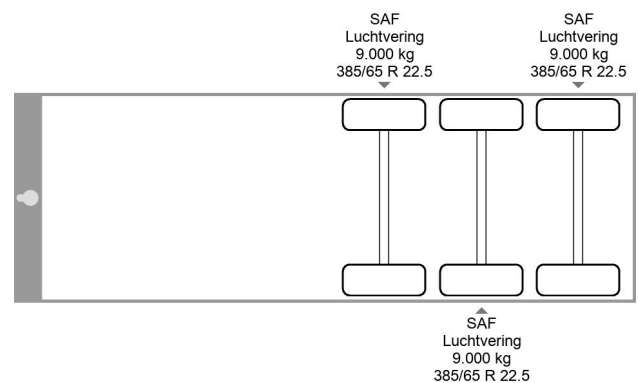 SAF
Luchtvering
9.000 kg
385/65 R 22.5
SAF
Luchtvering
9.000 kg
385/65 R 22.5
SAF
Luchtvering
9.000 kg
385/65 R 22.5